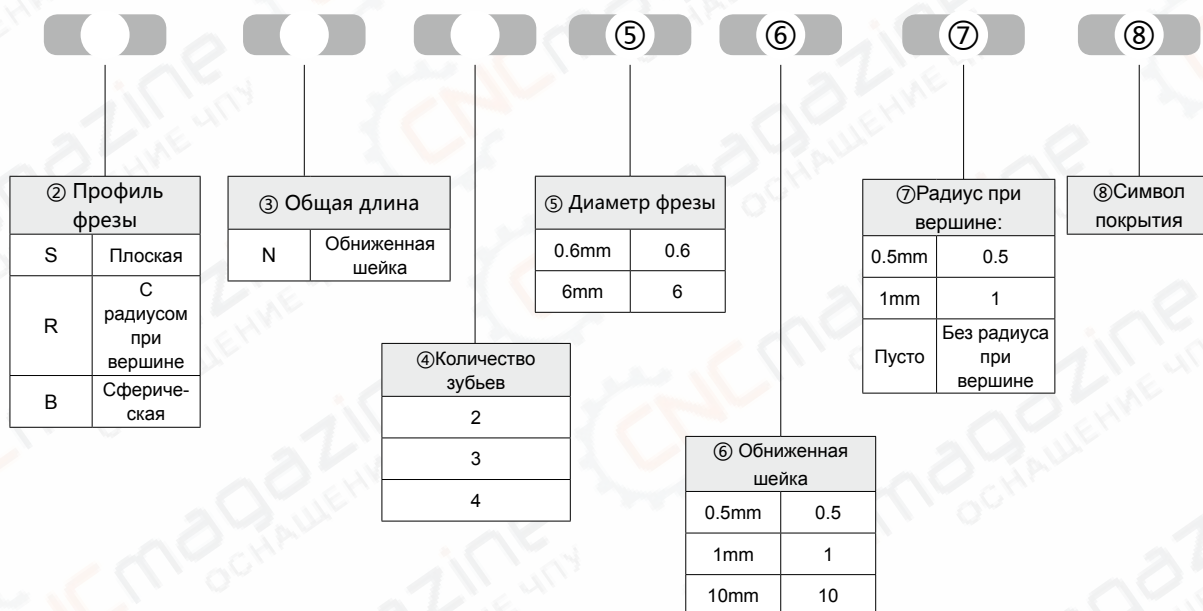 ⑤ ⑥ ⑦ ⑧
② Профиль
фрезы
S Плоская
R С
радиусом
при
вершине
B Сфериче-
ская
③ Общая длина
N Обниженная
шейка
④Количество
зубьев
2
3
4
⑤ Диаметр фрезы
0.6mm 0.6
6mm 6
⑥ Обниженная
шейка
0.5mm 0.5
1mm 1
10mm 10
⑦Радиус при
вершине:
0.5mm 0.5
1mm 1
Пусто Без радиуса
при
вершине
⑧Символ
покрытия
CNCmagazine
ОСНАЩЕНИЕ ЧПУ